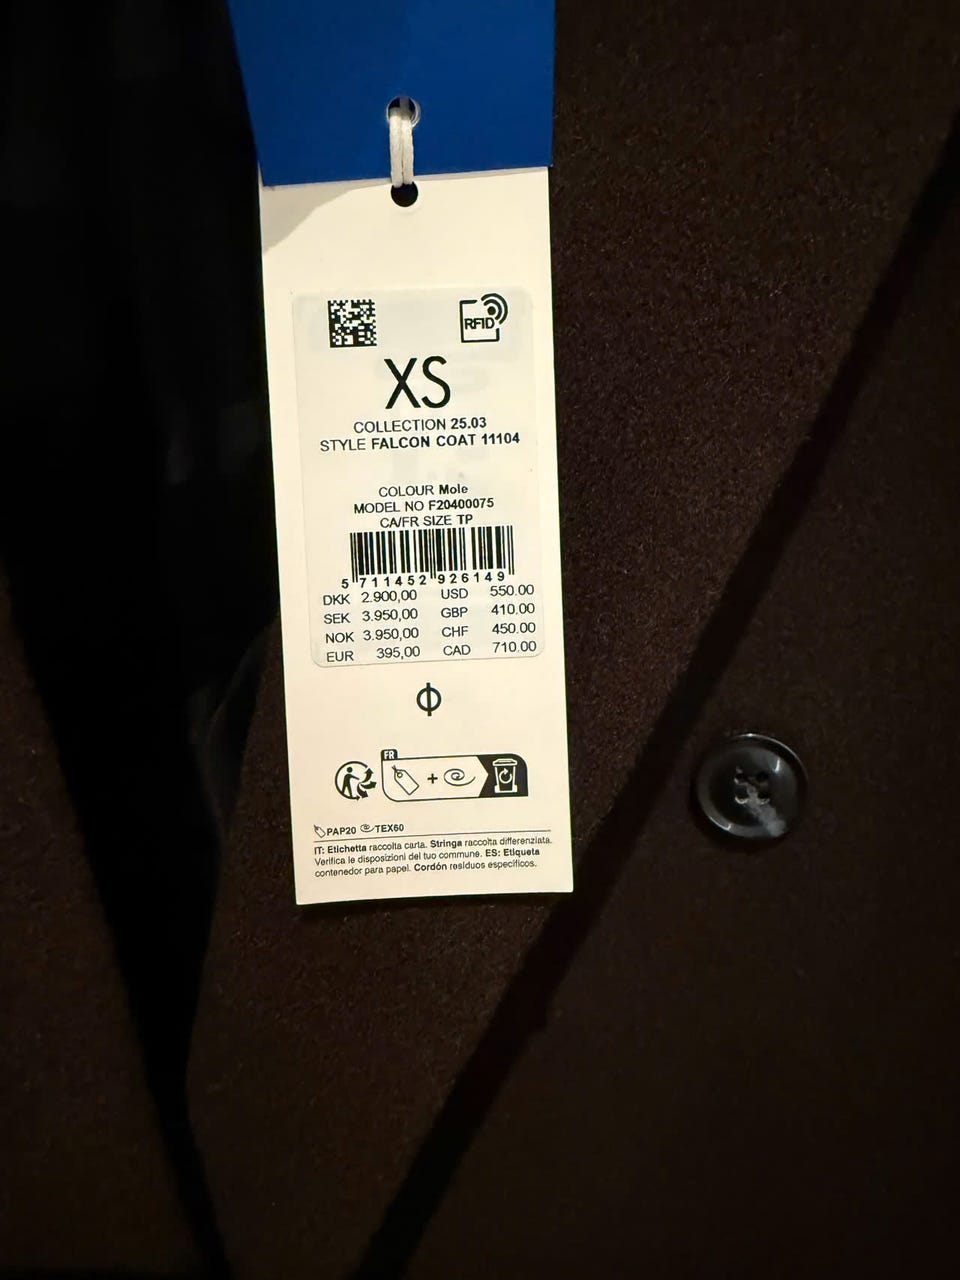 RFID
XS
COLLECTION 25.03
STYLE FALCON COAT 11104
COLOUR Mole
MODEL NO F20400075
CA/FR SIZE TP
5 711452 926149
DKK 2.900,00 USD 550.00
SEK 3.950,00 GBP 410.00
NOK 3.950,00 CHF 450.00
EUR 395,00 CAD 710.00
FR
+
PAP20 TEX60
IT: Etichetta raccolta carta. Stringa raccolta differenziata.
Verifica le disposizioni del tuo commune. ES: Etiqueta
contenedor para papel. Cordón residuos específicos.